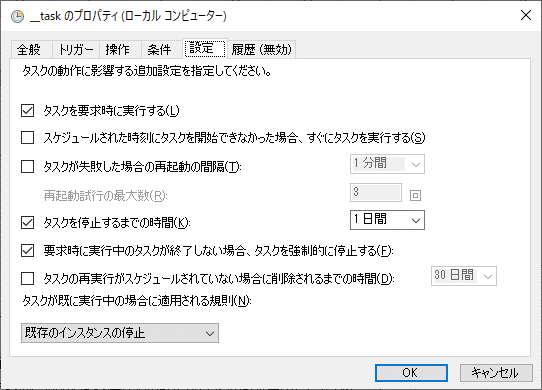 __task のプロパティ (ローカル コンピューター)
全般 トリガー 操作 条件 設定 履歴 (無効)
タスクの動作に影響する追加設定を指定してください。
タスクを要求時に実行する(L)
スケジュールされた時刻にタスクを開始できなかった場合、すぐにタスクを実行する(S)
タスクが失敗した場合の再起動の間隔(T): 1 分間
再起動試行の最大数(R): 3 回
タスクを停止するまでの時間(K): 1 日間
要求時に実行中のタスクが終了しない場合、タスクを強制的に停止する(F):
タスクの再実行がスケジュールされていない場合に削除されるまでの時間(D): 30 日間
タスクが既に実行中の場合に適用される規則(N):
既存のインスタンスの停止
OK キャンセル